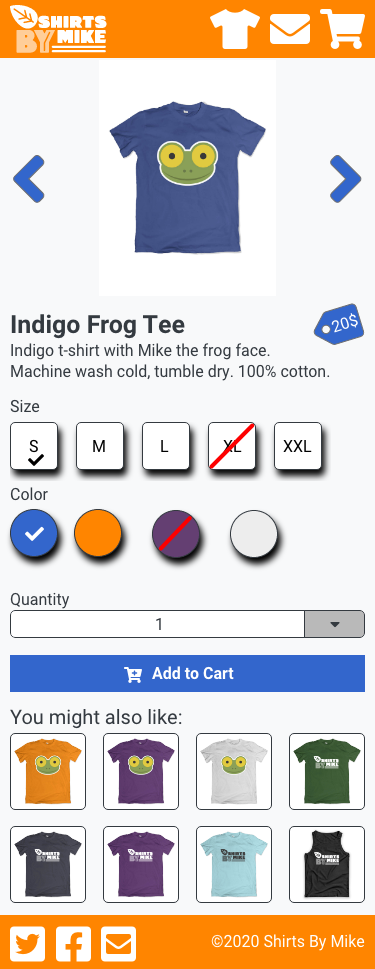 SHIRTS
BY MIKE
Indigo Frog Tee
20$
Indigo t-shirt with Mike the frog face.
Machine wash cold, tumble dry. 100% cotton.
Size
S M L XL XXL
Color
Quantity
1
Add to Cart
You might also like:
SHIRTS
BY MIKE
SHIRTS
BY MIKE
SHIRTS
BY MIKE
SHIRTS
BY MIKE
SHIRTS
BY MIKE
©2020 Shirts By Mike